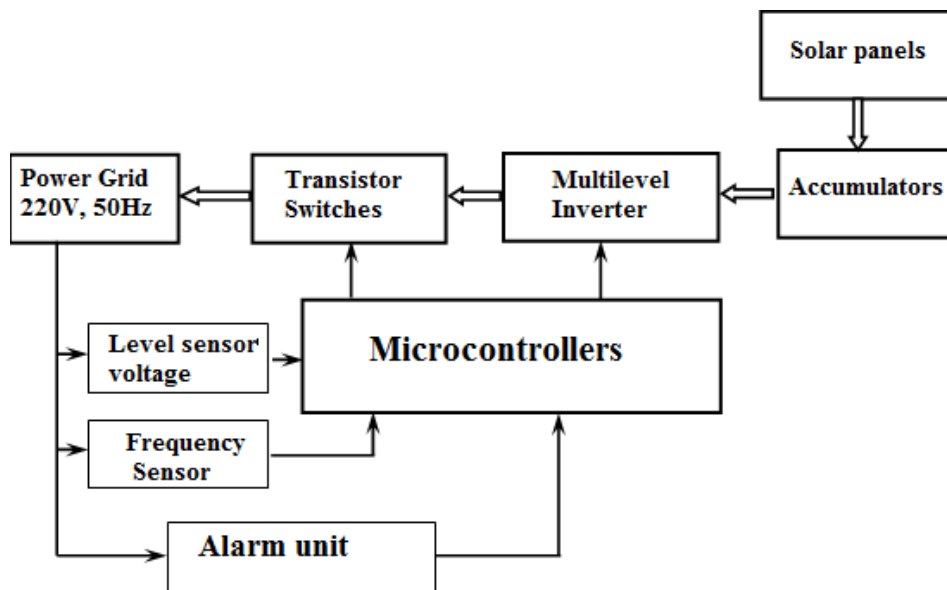 Solar panels
Power Grid
220V, 50Hz
Transistor
Switches
Multilevel
Inverter
Accumulators
Level sensor
voltage
Microcontrollers
Frequency
Sensor
Alarm unit